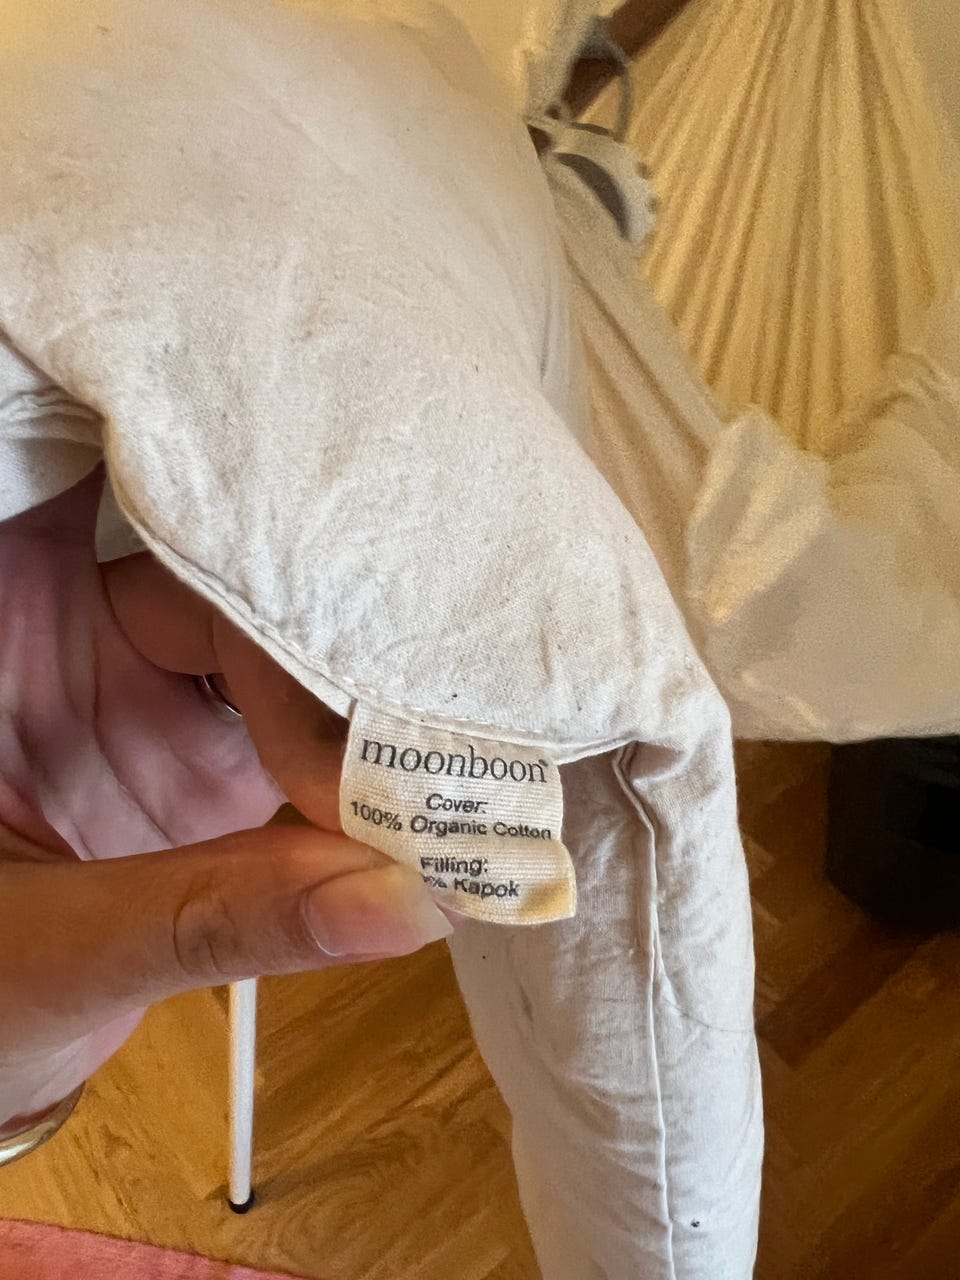 moonboon
Cover:
100% Organic Cotton
Filling:
% Kapok